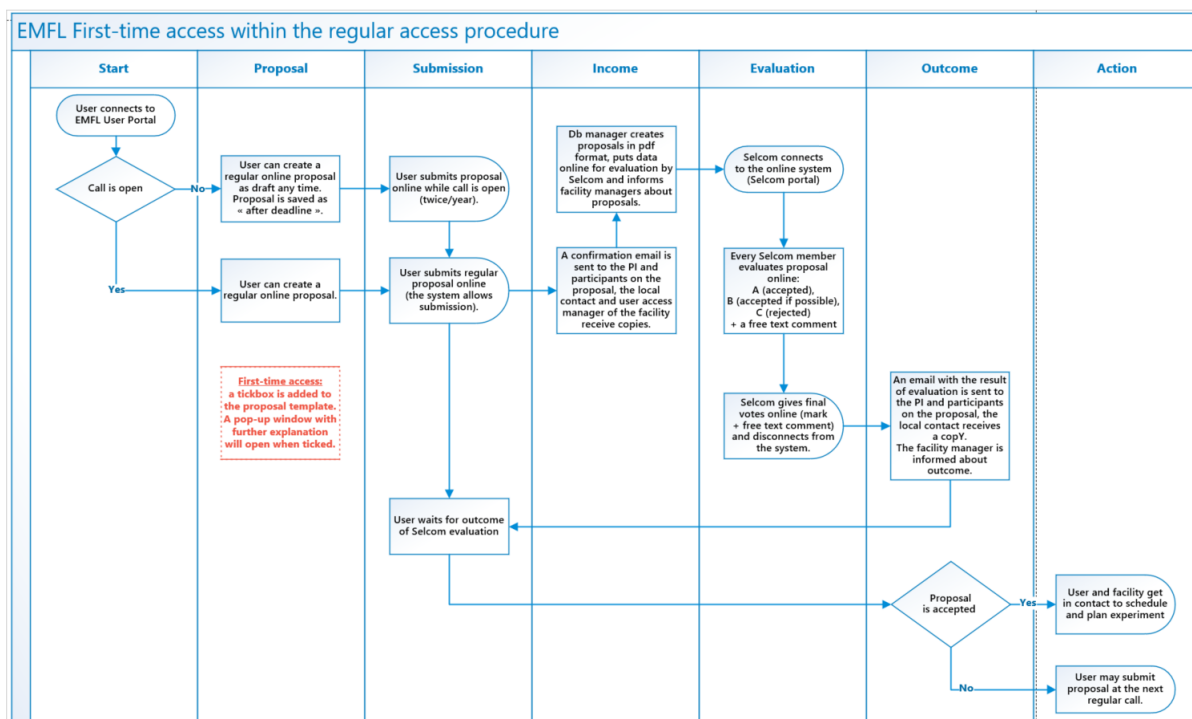 EMFL First-time access within the regular access procedure
Start
Proposal
Submission
Income
Evaluation
Outcome
Action
User connects to
EMFL User Portal
Call is open
No
Yes
User can create a
regular online proposal
as draft any time.
Proposal is saved as
« after deadline ».
User can create a
regular online proposal.
First-time access:
a tickbox is added to
the proposal template.
A pop-up window with
further explanation
will open when ticked.
User submits proposal
online while call is open
(twice/year).
User submits regular
proposal online
(the system allows
submission).
User waits for outcome
of Selcom evaluation
Db manager creates
proposals in pdf
format, puts data
online for evaluation by
Selcom and informs
facility managers about
proposals.
A confirmation email is
sent to the PI and
participants on the
proposal, the local
contact and user access
manager of the facility
receive copies.
Selcom connects
to the online system
(Selcom portal)
Every Selcom member
evaluates proposal
online:
A (accepted),
B (accepted if possible),
C (rejected)
+ a free text comment
Selcom gives final
votes online (mark
+ free text comment)
and disconnects from
the system.
An email with the result
of evaluation is sent to
the PI and participants
on the proposal, the
local contact receives
a copY.
The facility manager is
informed about
outcome.
Proposal
is accepted
Yes
No
User and facility get
in contact to schedule
and plan experiment
User may submit
proposal at the next
regular call.